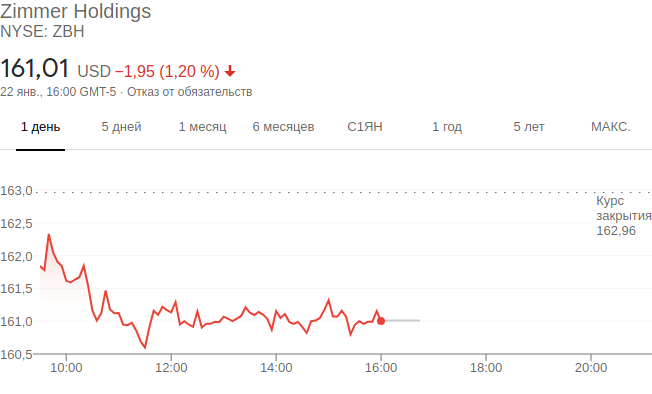 Zimmer Holdings
NYSE: ZBH
161,01 USD −1,95 (1,20 %)
22 янв., 16:00 GMT-5 · Отказ от обязательств
1 день 5 дней 1 месяц 6 месяцев С1ЯН 1 год 5 лет МАКС.
163,0
Курс
закрытия
162,96
162,5
162,0
161,5
161,0
160,5
10:00 12:00 14:00 16:00 18:00 20:00